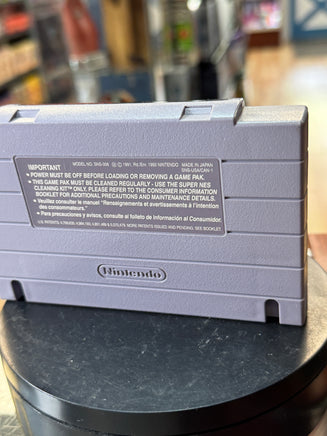 IMPORTANT MODEL NO. SNS-006 © 1991, 1992 NINTENDO MADE IN JAPAN
SNS-USA/CAN-1
• POWER MUST BE OFF BEFORE LOADING OR REMOVING A GAME PAK.
• THIS GAME PAK MUST BE CLEANED REGULARLY - USE THE SUPER NES
CLEANING KIT ONLY. PLEASE REFER TO THE CONSUMER INFORMATION
BOOKLET FOR ADDITIONAL PRECAUTIONS AND MAINTENANCE DETAILS.
• Veuillez consulter le manuel "Renseignements et avertissements à l'intention
des consommateurs."
• Para precauciones y avisos, consulte el folleto de Información al Consumidor.
MORE PATENTS ISSUED AND PENDING, SEE BOOKLET
Nintendo